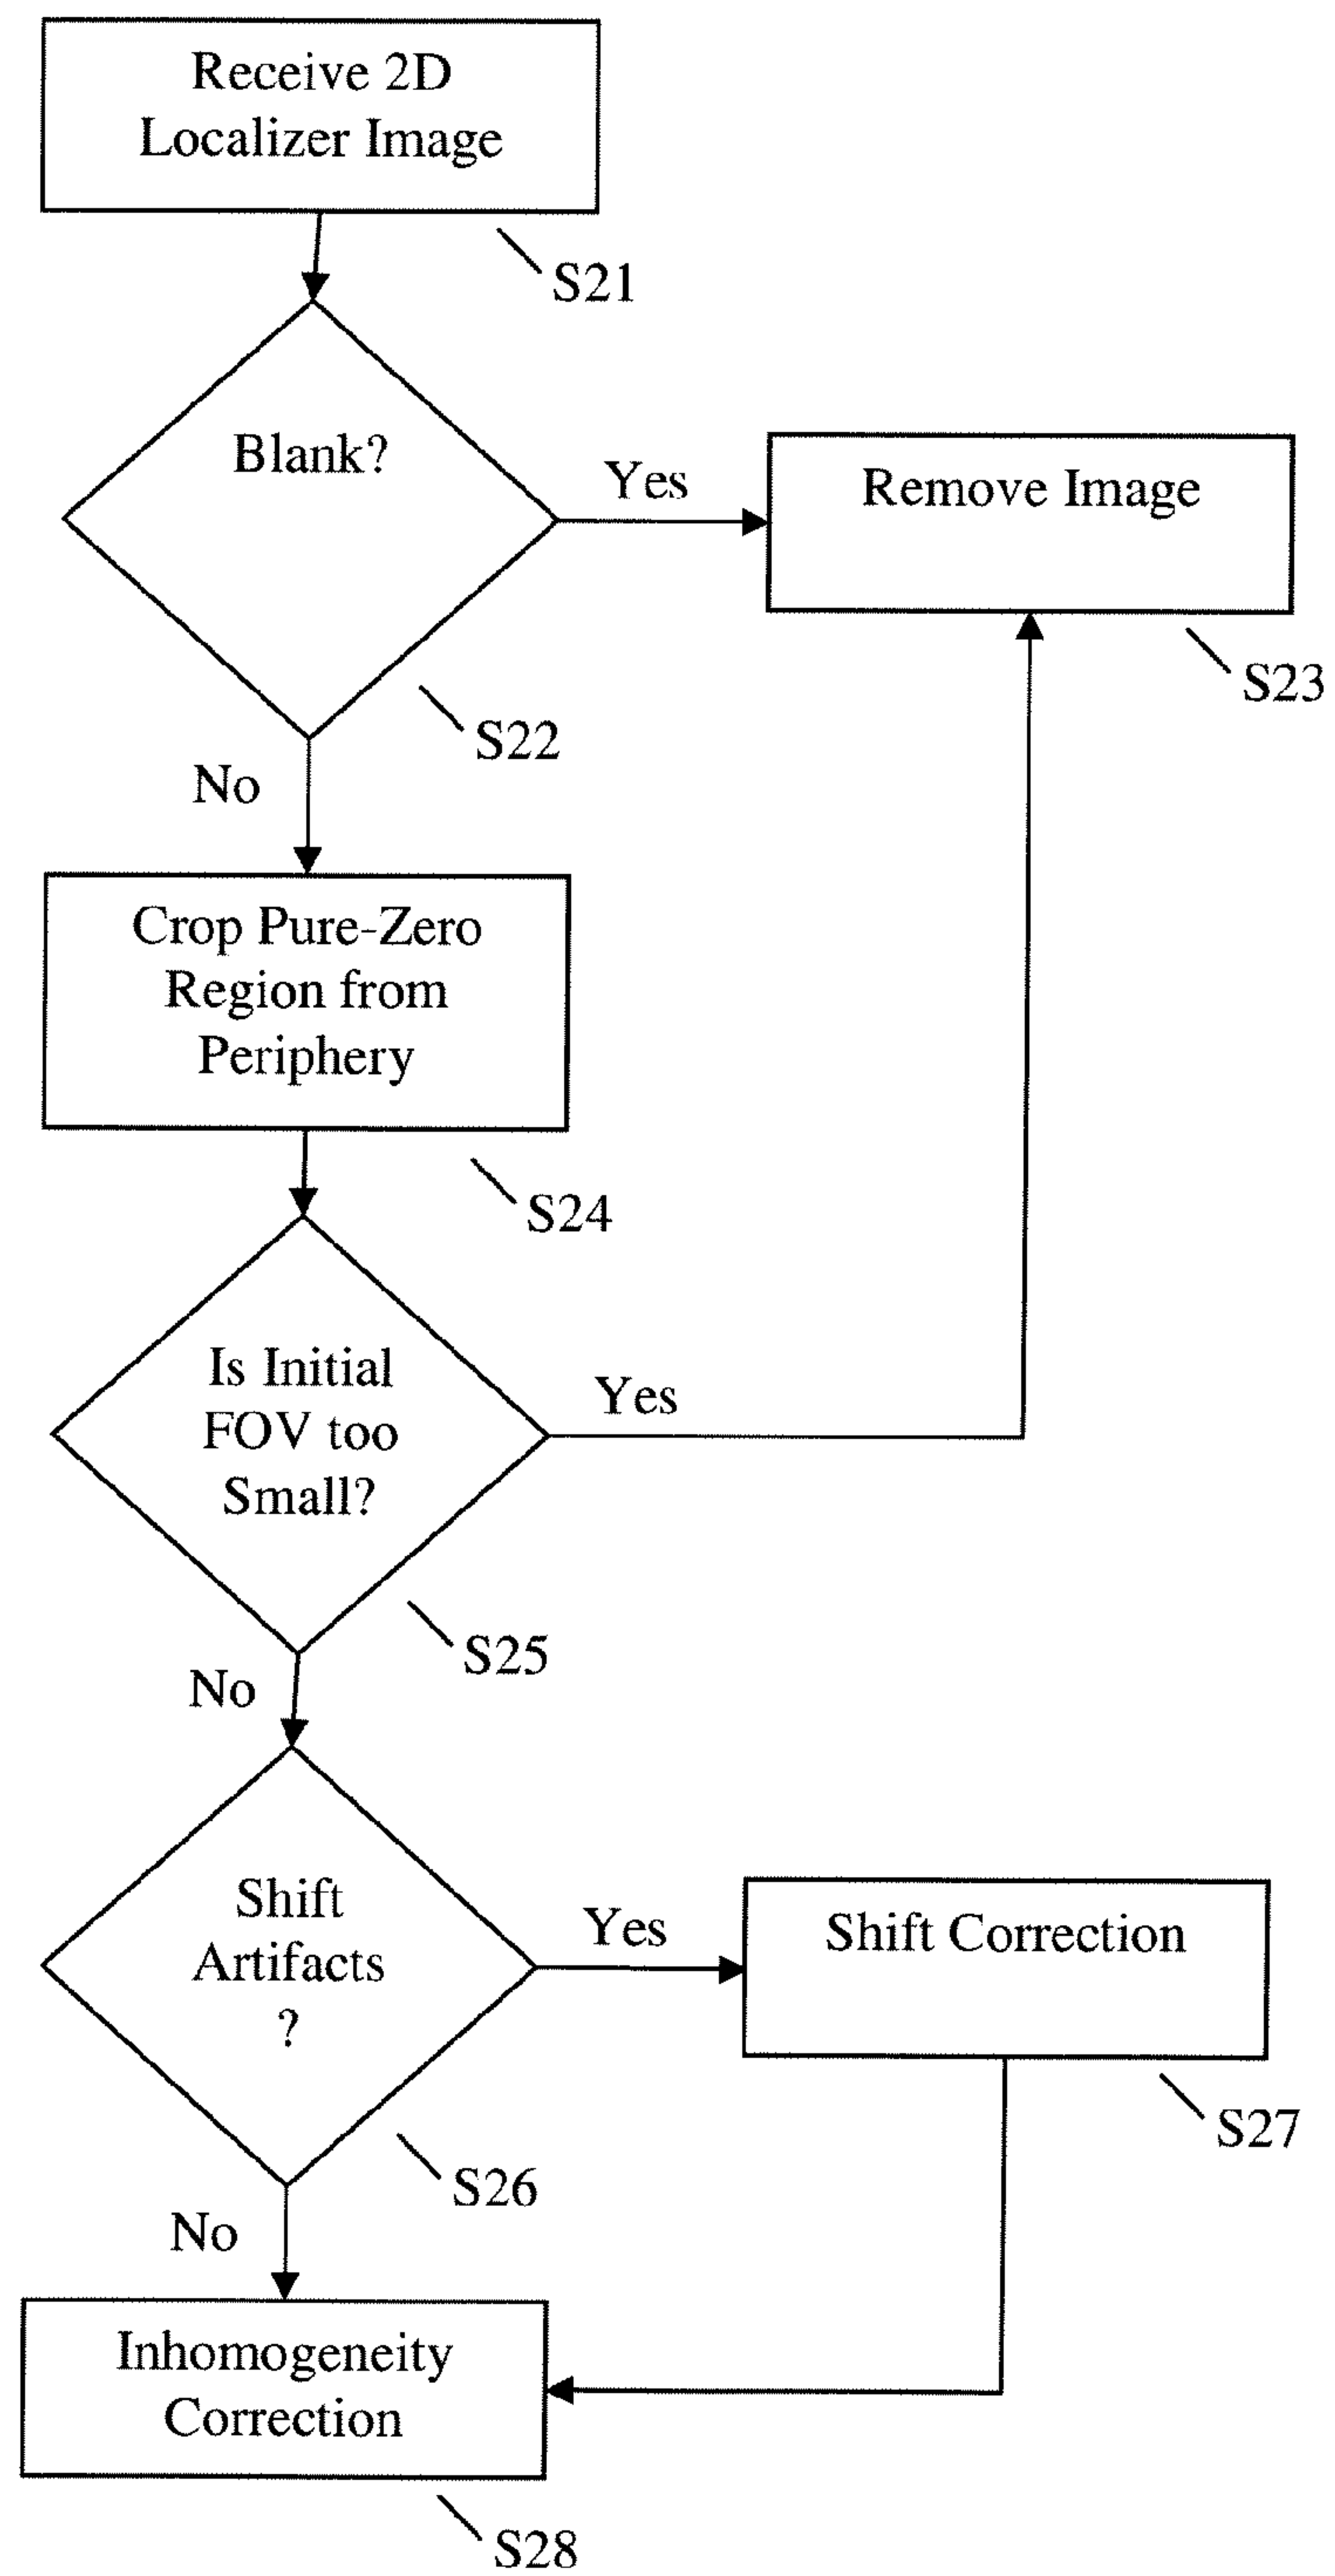 Receive 2D
Localizer Image
S21
Blank?
Yes
Remove Image
S23
S22
No
Crop Pure-Zero
Region from
Periphery
S24
Is Initial
FOV too
Small?
Yes
S25
No
Shift
Artifacts
?
Yes
Shift Correction
S27
S26
No
Inhomogeneity
Correction
S28